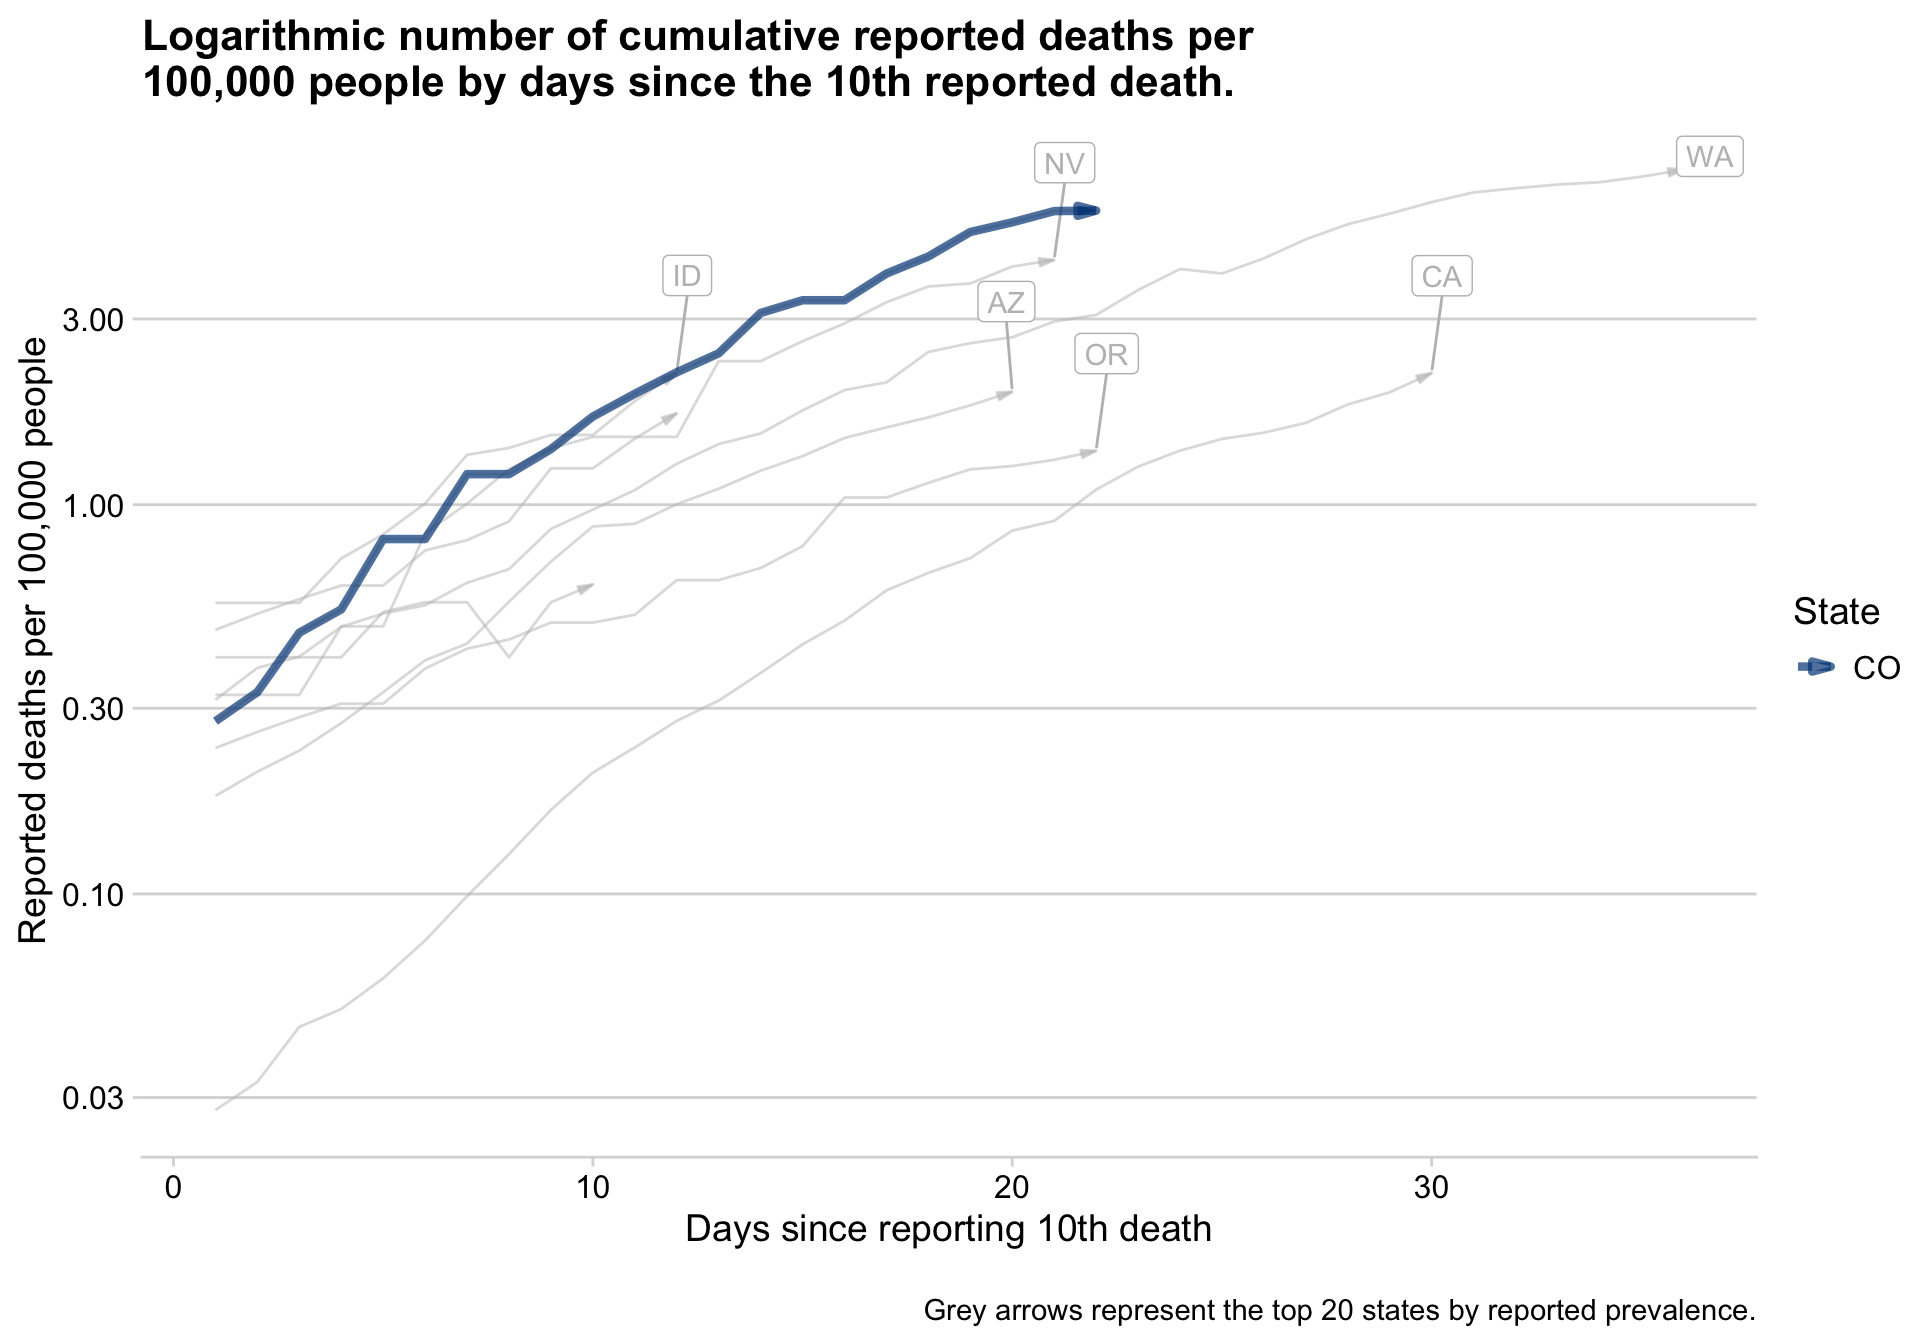 Logarithmic number of cumulative reported deaths per
100,000 people by days since the 10th reported death.
NV
WA
ID
CA
AZ
OR
Reported deaths per 100,000 people
3.00
1.00
0.30
0.10
0.03
State
CO
0
10
20
30
Days since reporting 10th death
Grey arrows represent the top 20 states by reported prevalence.